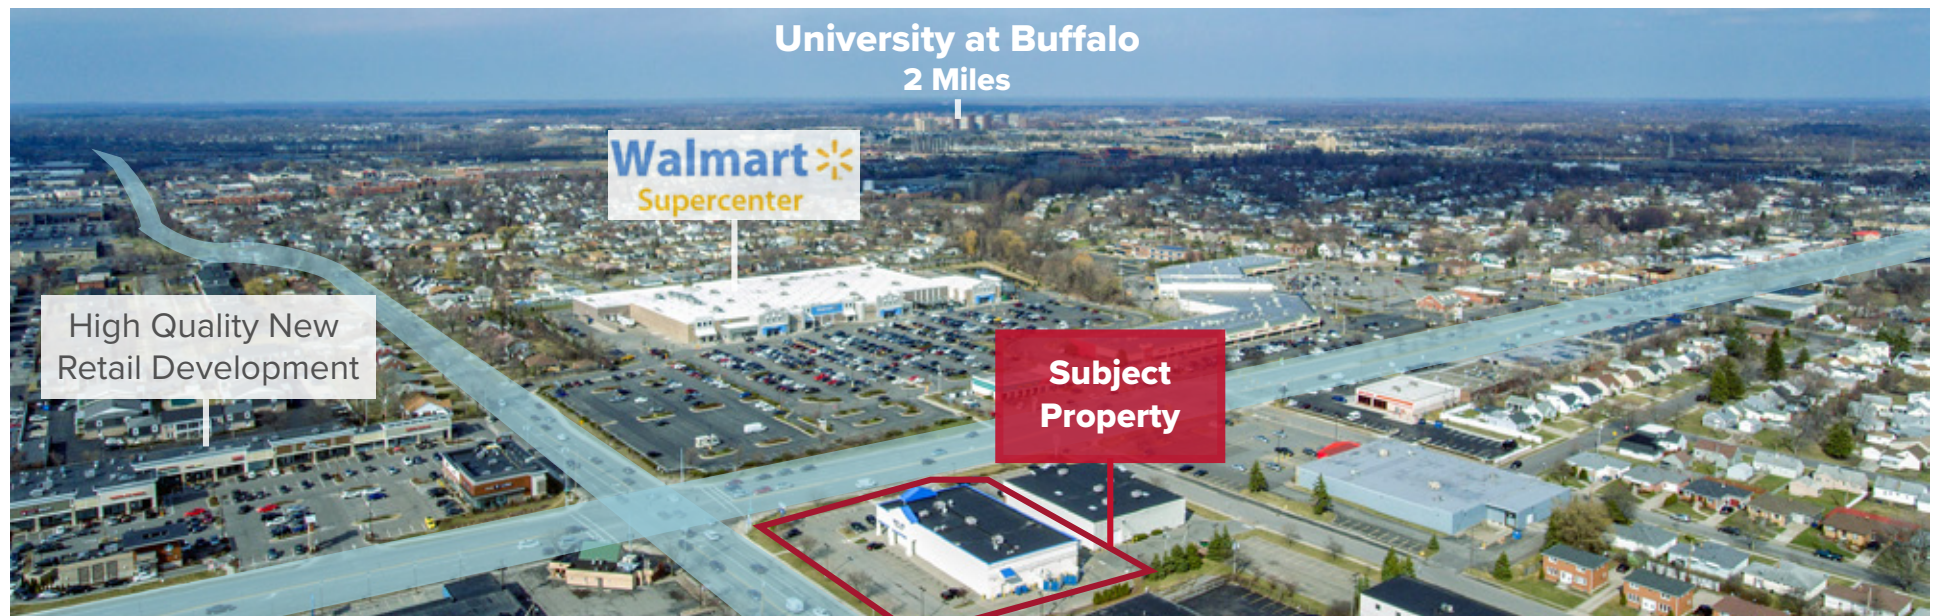 University at Buffalo
2 Miles
Walmart
Supercenter
High Quality New
Retail Development
Subject
Property